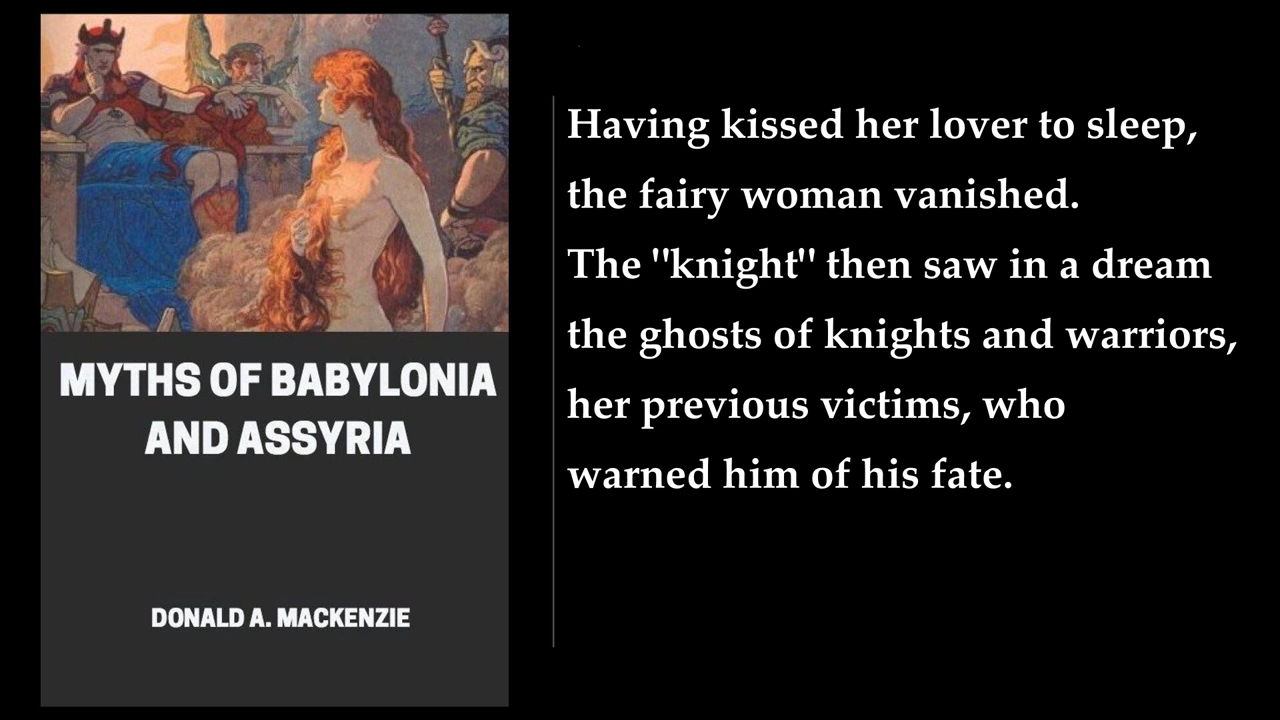 MYTHS OF BABYLONIA
AND ASSYRIA
DONALD A. MACKENZIE
Having kissed her lover to sleep,
the fairy woman vanished.
The "knight" then saw in a dream
the ghosts of knights and warriors,
her previous victims, who
warned him of his fate.